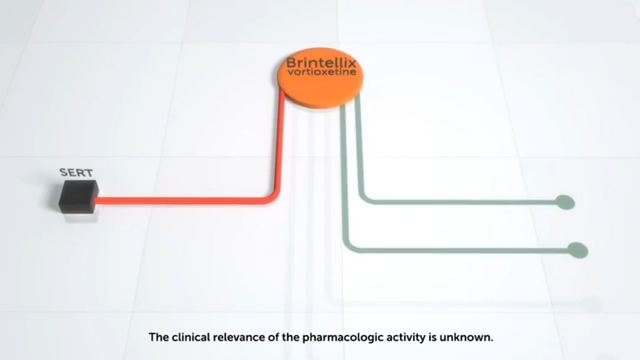 Brintellix
vortioxetine
SERT
The clinical relevance of the pharmacologic activity is unknown.